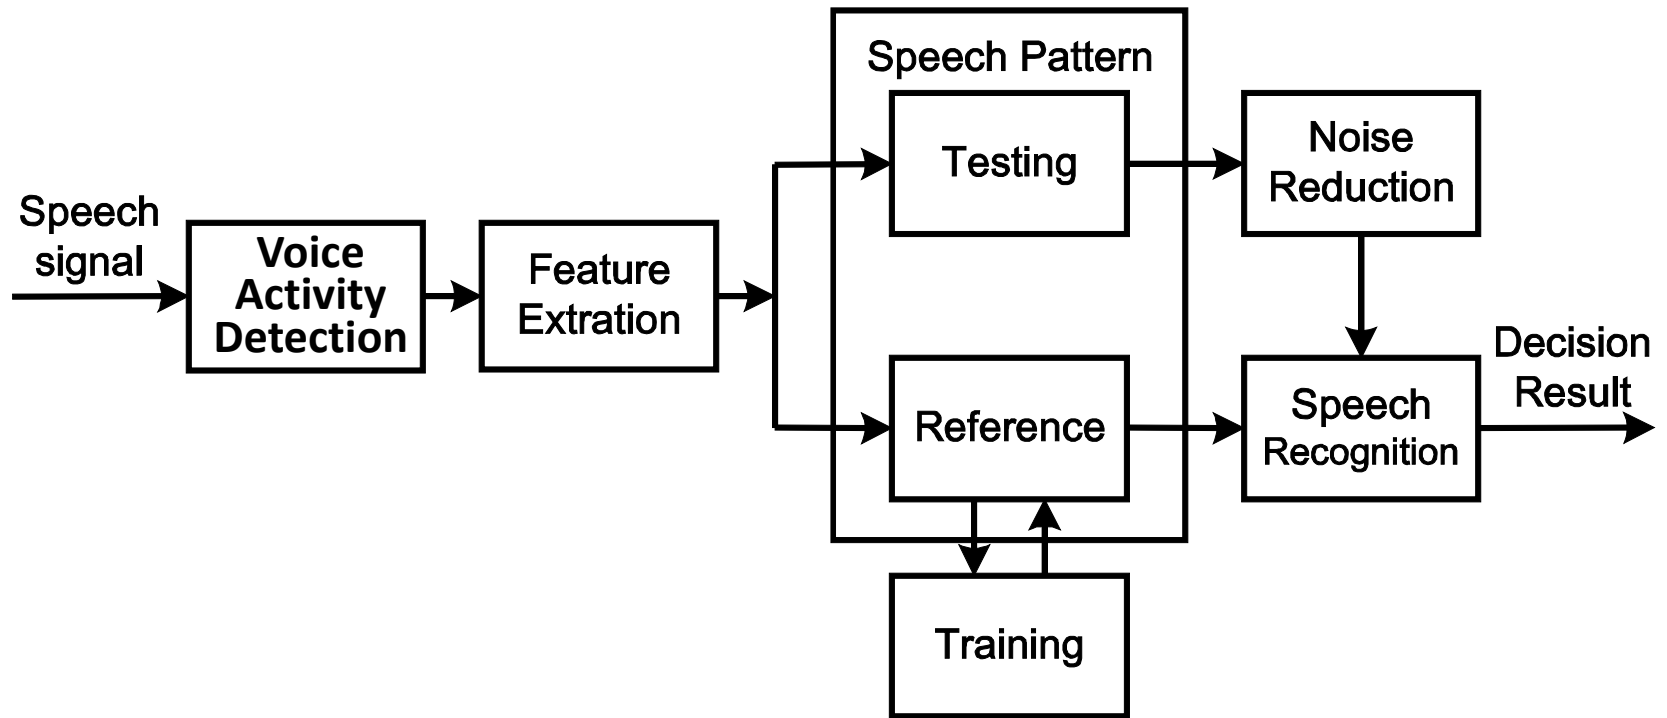 Speech
signal
Voice
Activity
Detection
Feature
Extration
Speech Pattern
Testing
Reference
Training
Noise
Reduction
Speech
Recognition
Decision
Result